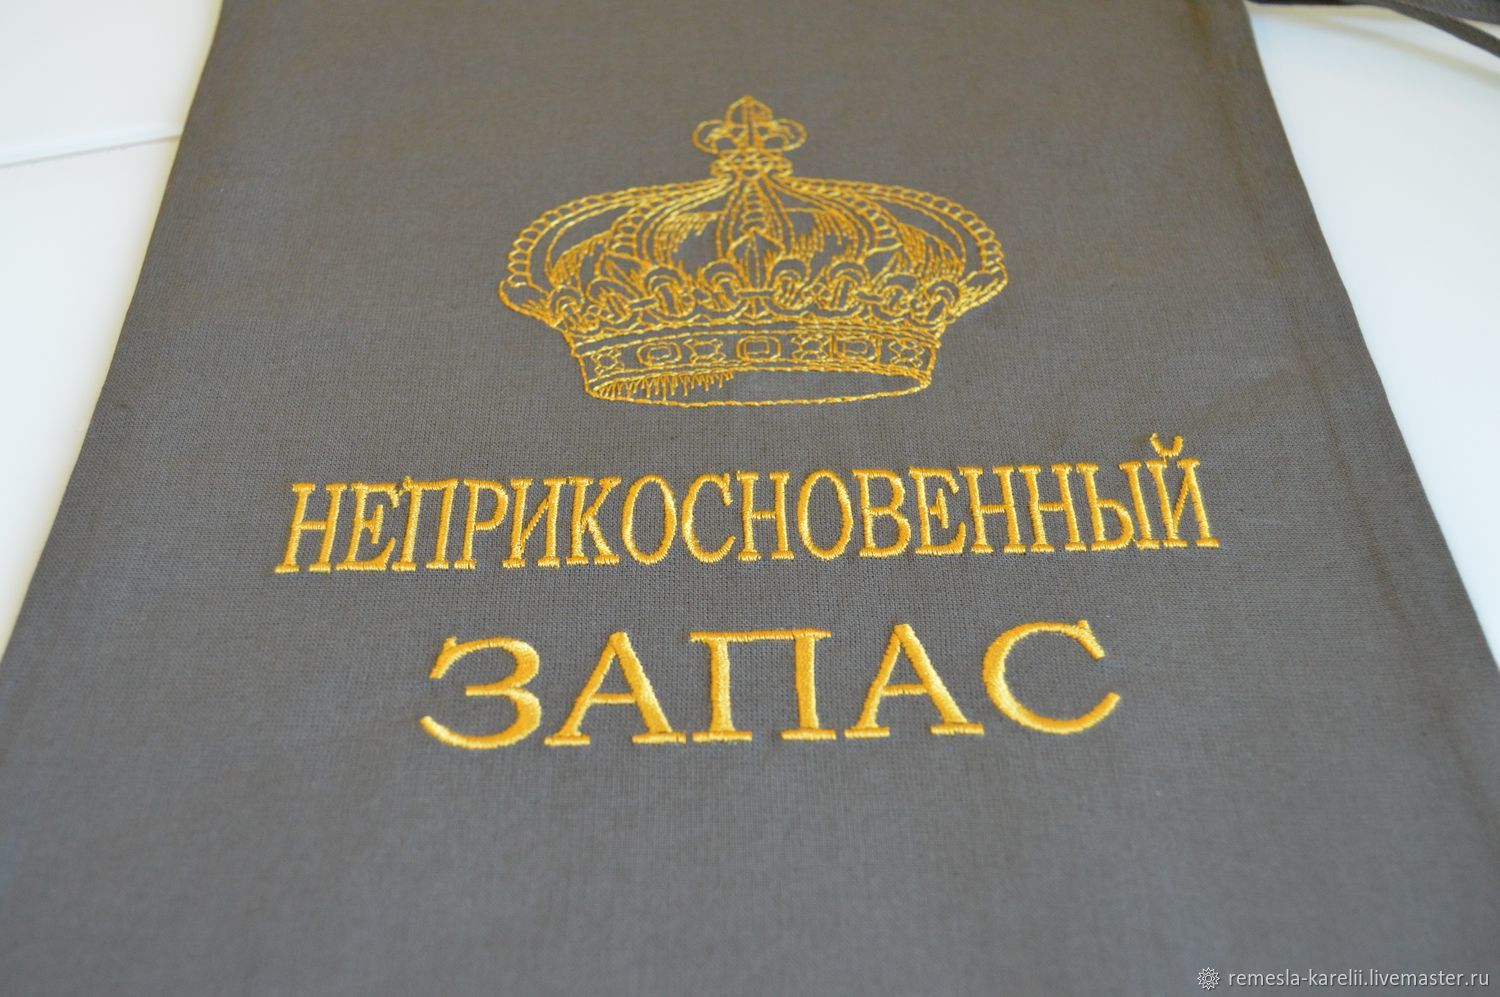 НЕПРИКОСНОВЕННЫЙ
ЗАПАС
remesla-karelii.livemaster.ru